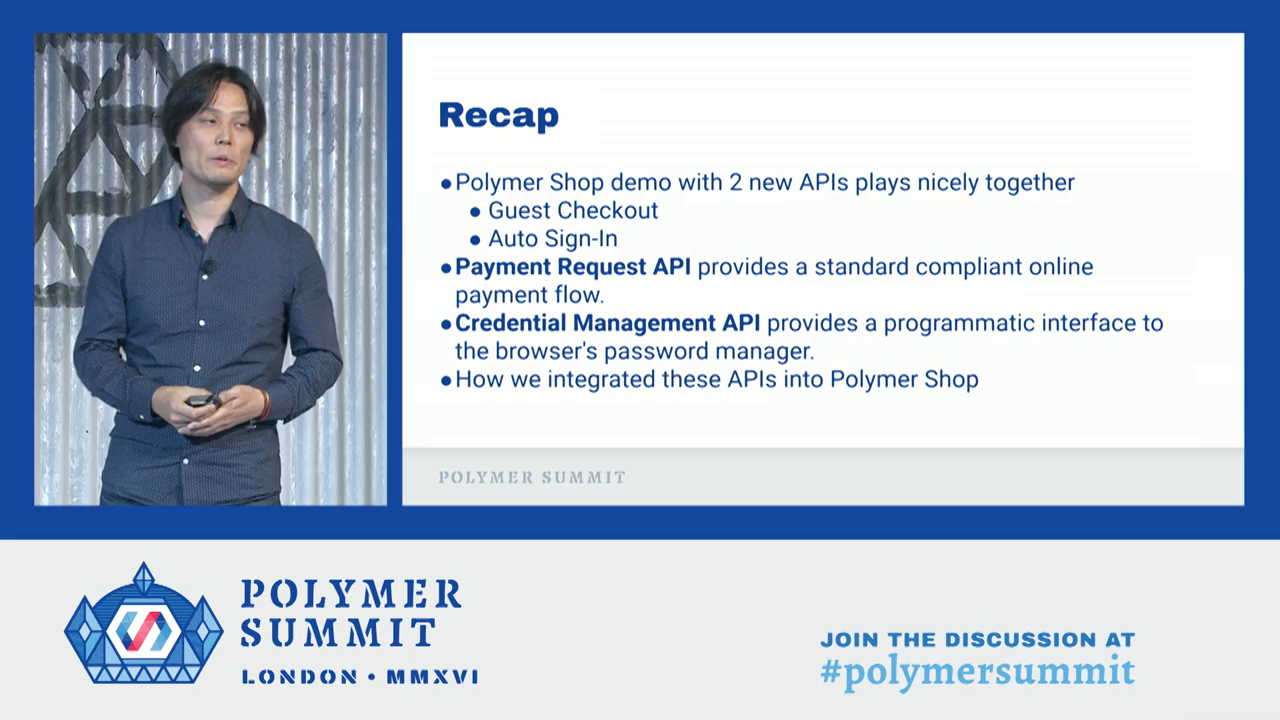 Recap
●Polymer Shop demo with 2 new APIs plays nicely together
● Guest Checkout
● Auto Sign-In
●Payment Request API provides a standard compliant online
payment flow.
●Credential Management API provides a programmatic interface to
the browser's password manager.
●How we integrated these APIs into Polymer Shop
POLYMER SUMMIT
POLYMER
SUMMIT
LONDON • MMXVI
JOIN THE DISCUSSION AT
#polymersummit